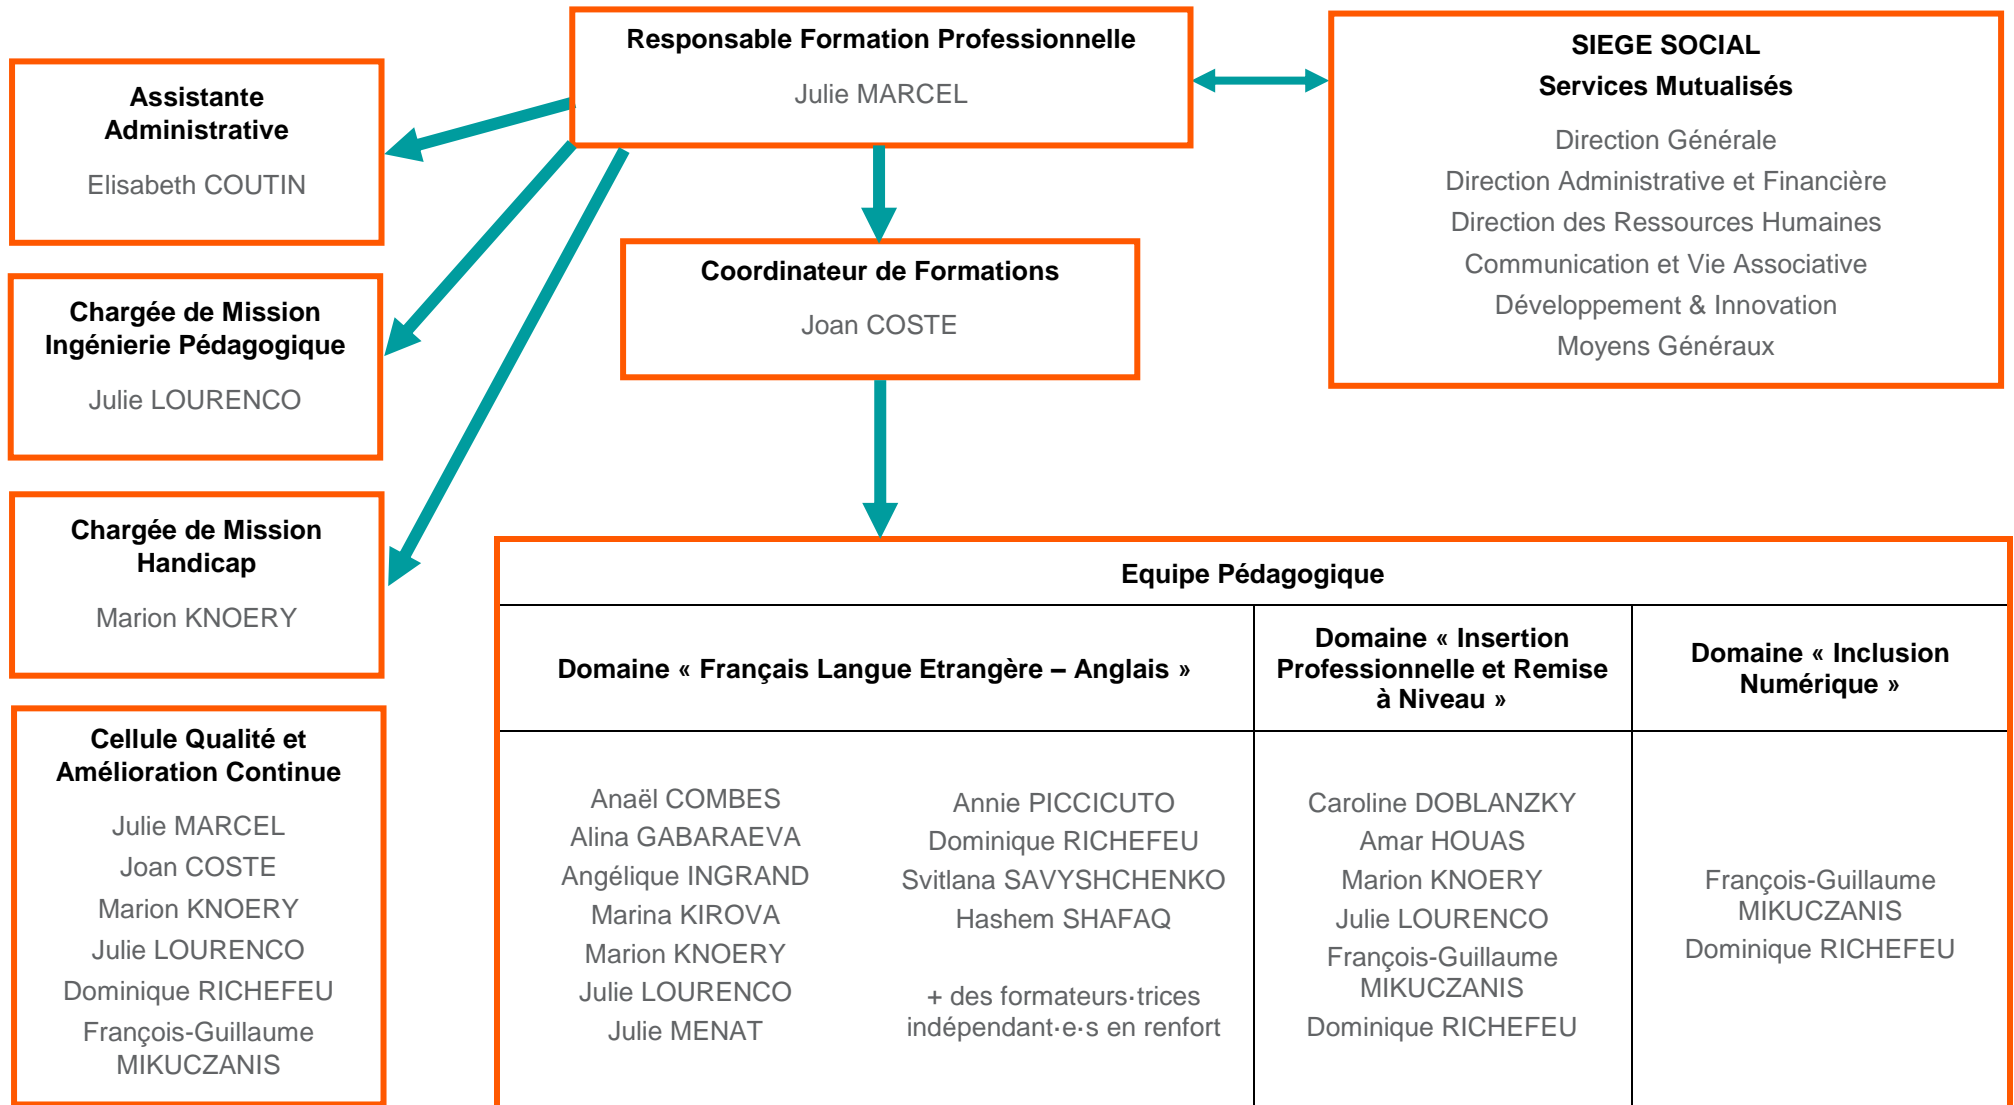 Responsable Formation Professionnelle
Julie MARCEL
SIEGE SOCIAL
Services Mutualisés
Direction Générale
Direction Administrative et Financière
Direction des Ressources Humaines
Communication et Vie Associative
Développement & Innovation
Moyens Généraux
Assistante
Administrative
Elisabeth COUTIN
Coordinateur de Formations
Joan COSTE
Chargée de Mission
Ingénierie Pédagogique
Julie LOURENCO
Chargée de Mission
Handicap
Marion KNOERY
Cellule Qualité et
Amélioration Continue
Julie MARCEL
Joan COSTE
Marion KNOERY
Julie LOURENCO
Dominique RICHEFEU
François-Guillaume
MIKUCZANIS
Equipe Pédagogique
Domaine « Français Langue Etrangère – Anglais »
Anaël COMBES
Alina GABARAEVA
Angélique INGRAND
Marina KIROVA
Marion KNOERY
Julie LOURENCO
Julie MENAT
Annie PICCICUTO
Dominique RICHEFEU
Svitlana SAVYSHCHENKO
Hashem SHAFAQ
+ des formateurs·trices
indépendant·e·s en renfort
Domaine « Insertion
Professionnelle et Remise
à Niveau »
Caroline DOBLANZKY
Amar HOUAS
Marion KNOERY
Julie LOURENCO
François-Guillaume
MIKUCZANIS
Dominique RICHEFEU
Domaine « Inclusion
Numérique »
François-Guillaume
MIKUCZANIS
Dominique RICHEFEU